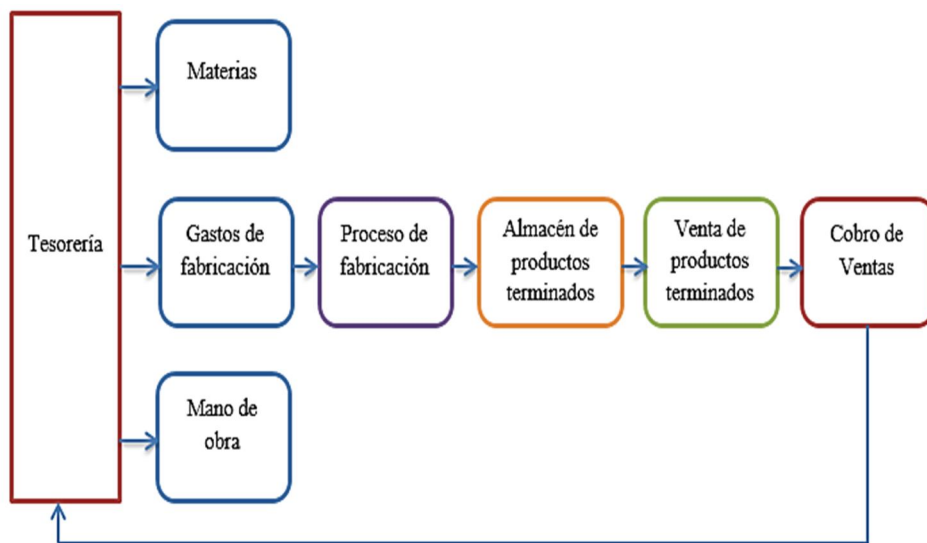 Tesorería
Materias
Gastos de
fabricación
Proceso de
fabricación
Almacén de
productos
terminados
Venta de
productos
terminados
Cobro de
Ventas
Mano de
obra